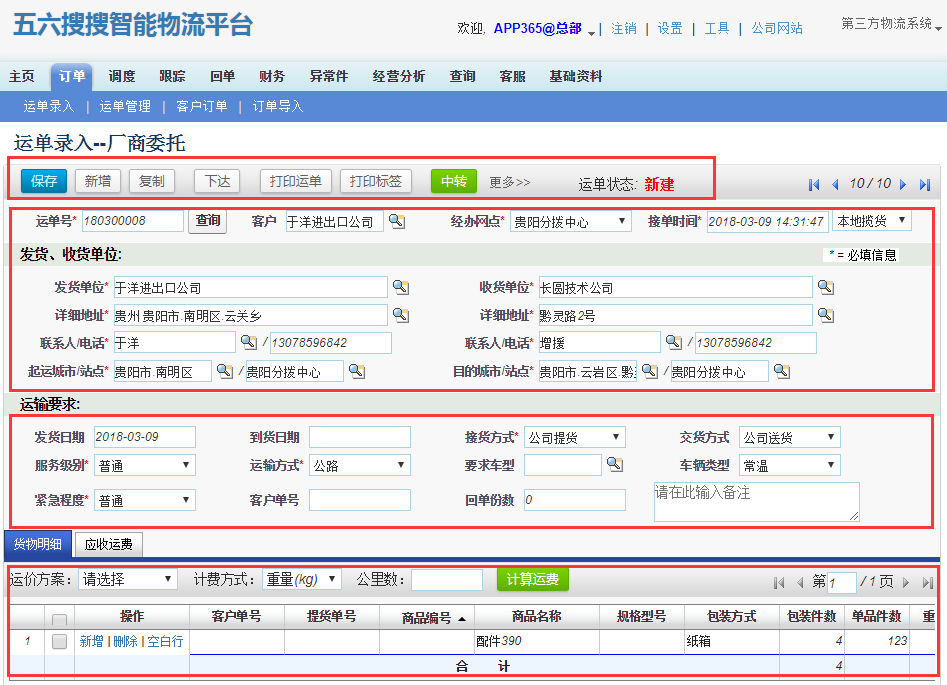 五六搜搜智能物流平台
欢迎, APP365@总部 | 注销 | 设置 | 工具 | 公司网站 第三方物流系统
主页 订单 调度 跟踪 回单 财务 异常件 经营分析 查询 客服 基础资料
运单录入 | 运单管理 | 客户订单 | 订单导入
运单录入--厂商委托
保存 新增 复制 下达 打印运单 打印标签 中转 更多>> 运单状态: 新建 10 / 10
运单号* 180300008 查询 客户 于洋进出口公司 经办网点* 贵阳分拨中心 接单时间* 2018-03-09 14:31:47 本地揽货
发货、收货单位: * = 必填信息
发货单位* 于洋进出口公司 收货单位* 长圆技术公司
详细地址* 贵州.贵阳市.南明区.云关乡 详细地址* 黔灵路2号
联系人/电话* 于洋 / 13078596842 联系人/电话* 增援 / 13078596842
起运城市/站点* 贵阳市.南明区 / 贵阳分拨中心 目的城市/站点* 贵阳市.云岩区.黔 / 贵阳分拨中心
运输要求:
发货日期 2018-03-09 到货日期 接货方式* 公司提货 交货方式 公司送货
服务级别* 普通 运输方式* 公路 要求车型 车辆类型 常温
紧急程度* 普通 客户单号 回单份数 0 请在此输入备注
货物明细 应收运费
运价方案: 请选择 计费方式: 重量(kg) 公里数: 计算运费 第 1 / 1 页
操作 客户单号 提货单号 商品编号 商品名称 规格型号 包装方式 包装件数 单品件数 重
1 新增 | 删除 | 空白行 配件390 纸箱 4 123
合 计 4